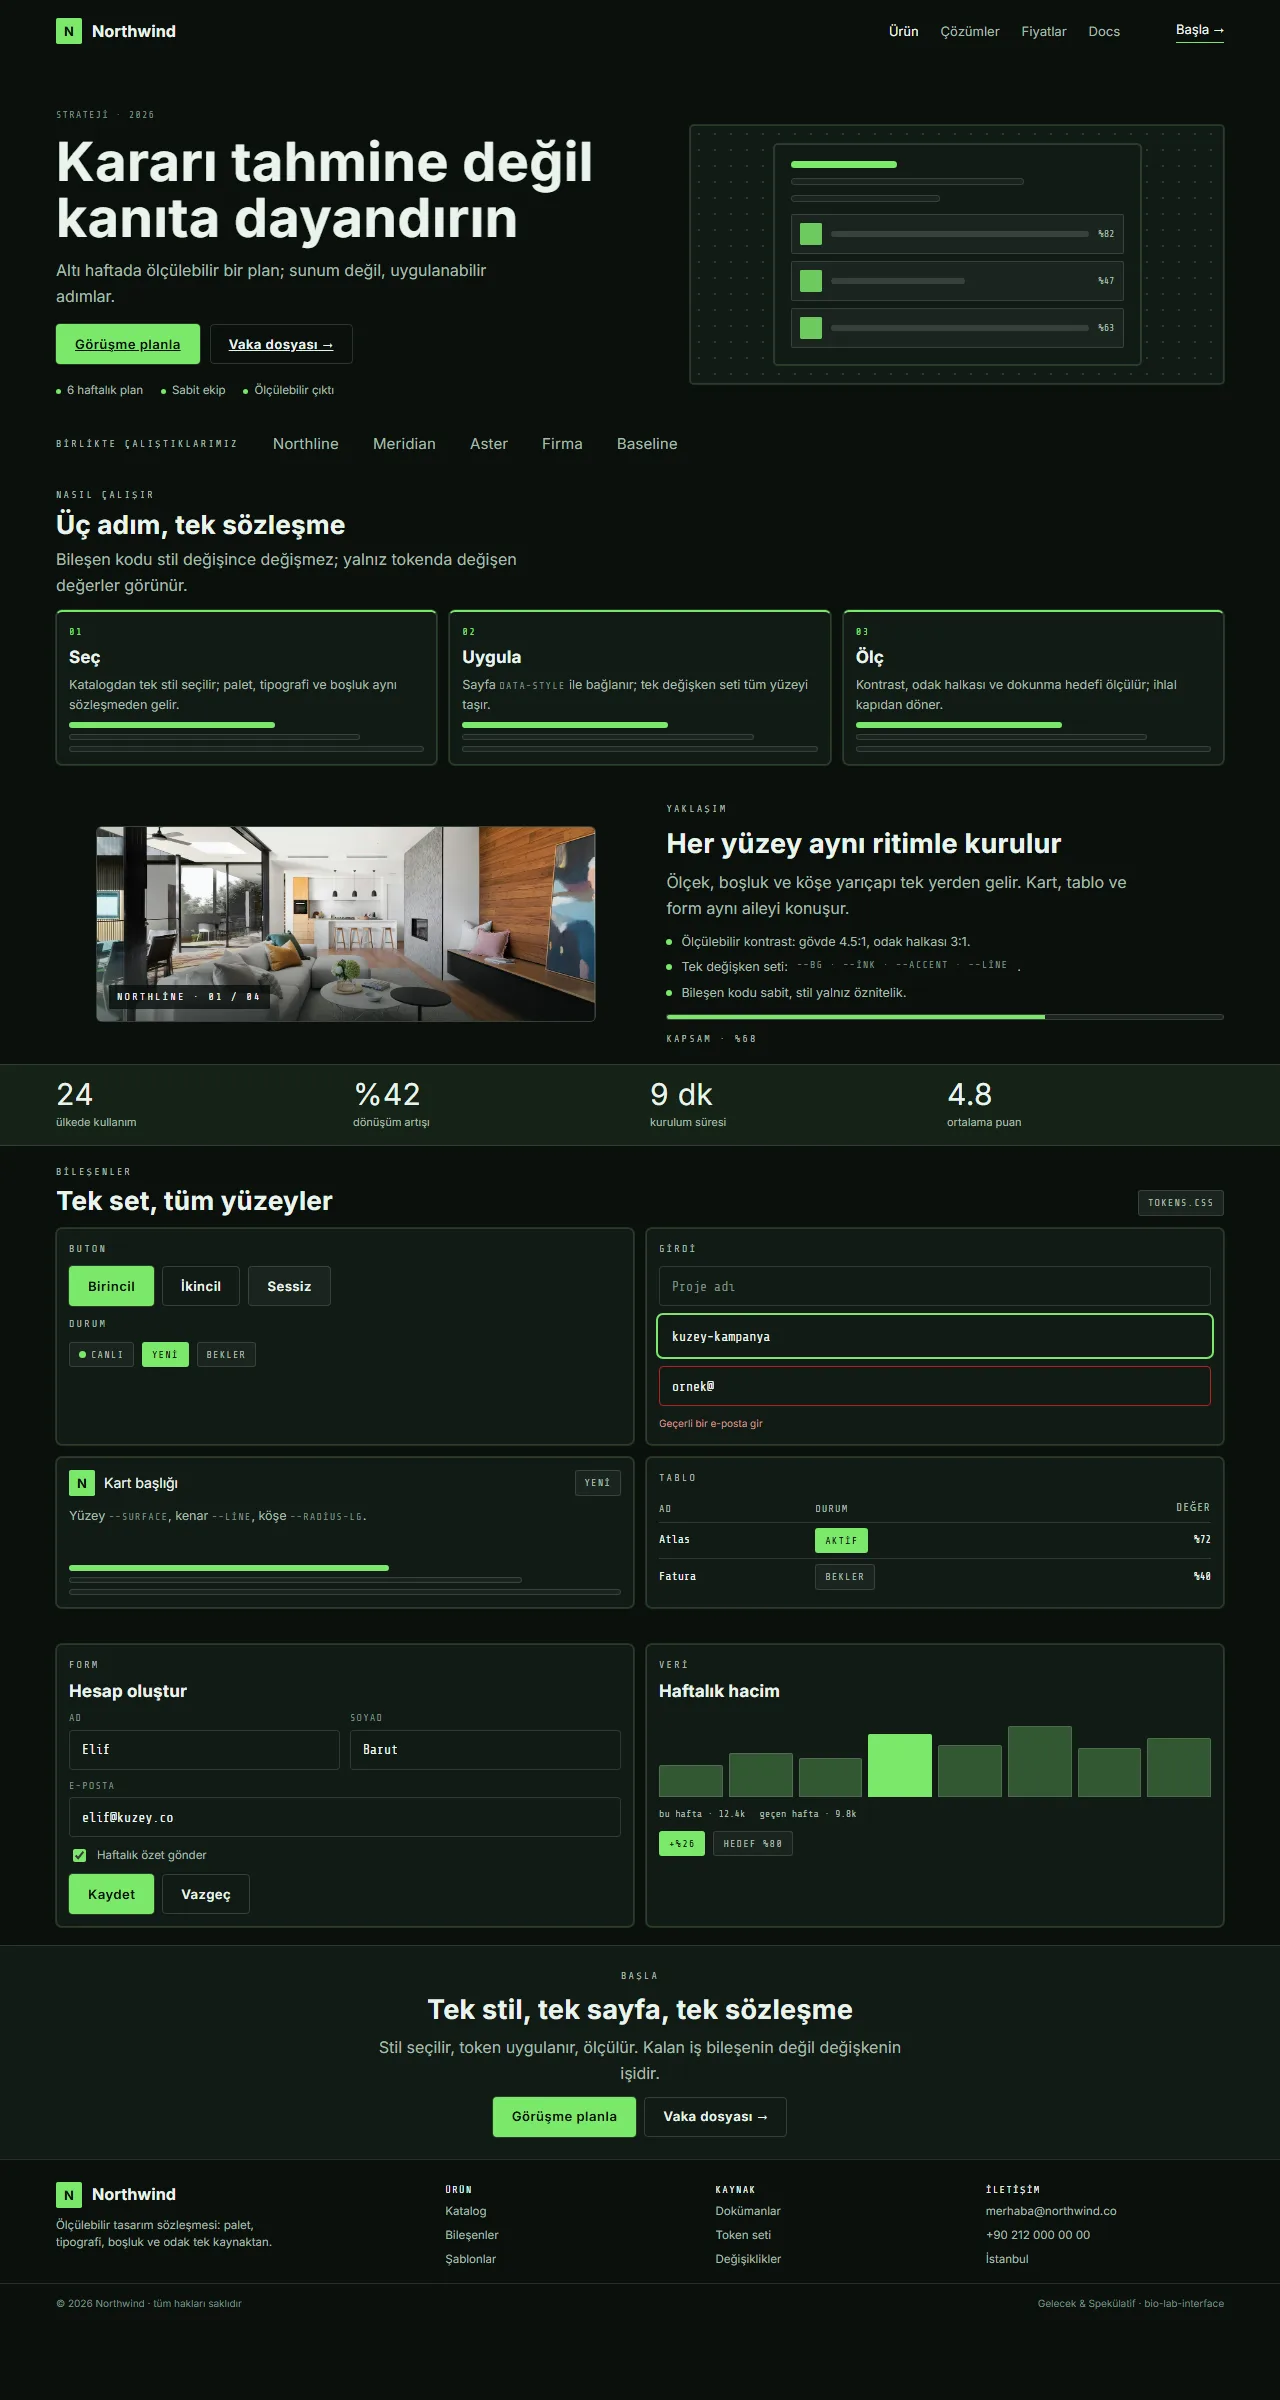 N Northwind
Ürün Çözümler Fiyatlar Docs Başla →
STRATEJİ · 2026
Kararı tahmine değil
kanıta dayandırın
Altı haftada ölçülebilir bir plan; sunum değil, uygulanabilir
adımlar.
Görüşme planla Vaka dosyası →
6 haftalık plan Sabit ekip Ölçülebilir çıktı
%82
%47
%63
BİRLİKTE ÇALIŞTIKLARIMIZ Northline Meridian Aster Firma Baseline
NASIL ÇALIŞIR
Üç adım, tek sözleşme
Bileşen kodu stil değişince değişmez; yalnız tokenda değişen
değerler görünür.
01
Seç
Katalogdan tek stil seçilir; palet, tipografi ve boşluk aynı
sözleşmeden gelir.
02
Uygula
Sayfa DATA-STYLE ile bağlanır; tek değişken seti tüm yüzeyi
taşır.
03
Ölç
Kontrast, odak halkası ve dokunma hedefi ölçülür; ihlal
kapıdan döner.
NORTHLİNE · 01 / 04
YAKLAŞIM
Her yüzey aynı ritimle kurulur
Ölçek, boşluk ve köşe yarıçapı tek yerden gelir. Kart, tablo ve
form aynı aileyi konuşur.
Ölçülebilir kontrast: gövde 4.5:1, odak halkası 3:1.
Tek değişken seti: --BG · --İNK · --ACCENT · --LİNE .
Bileşen kodu sabit, stil yalnız öznitelik.
KAPSAM · %68
24
ülkede kullanım
%42
dönüşüm artışı
9 dk
kurulum süresi
4.8
ortalama puan
BİLEŞENLER
Tek set, tüm yüzeyler
TOKENS.CSS
BUTON
Birincil İkincil Sessiz
DURUM
CANLI YENİ BEKLER
GİRDİ
Proje adı
kuzey-kampanya
ornek@
Geçerli bir e-posta gir
N Kart başlığı YENİ
Yüzey --SURFACE, kenar --LİNE, köşe --RADİUS-LG.
TABLO
AD DURUM DEĞER
Atlas AKTİF %72
Fatura BEKLER %40
FORM
Hesap oluştur
AD SOYAD
Elif Barut
E-POSTA
elif@kuzey.co
Haftalık özet gönder
Kaydet Vazgeç
VERİ
Haftalık hacim
bu hafta · 12.4k geçen hafta · 9.8k
+%26 HEDEF %80
BAŞLA
Tek stil, tek sayfa, tek sözleşme
Stil seçilir, token uygulanır, ölçülür. Kalan iş bileşenin değil değişkenin
işidir.
Görüşme planla Vaka dosyası →
N Northwind
Ölçülebilir tasarım sözleşmesi: palet,
tipografi, boşluk ve odak tek kaynaktan.
ÜRÜN
Katalog
Bileşenler
Şablonlar
KAYNAK
Dokümanlar
Token seti
Değişiklikler
İLETİŞİM
merhaba@northwind.co
+90 212 000 00 00
İstanbul
© 2026 Northwind · tüm hakları saklıdır
Gelecek & Spekülatif · bio-lab-interface